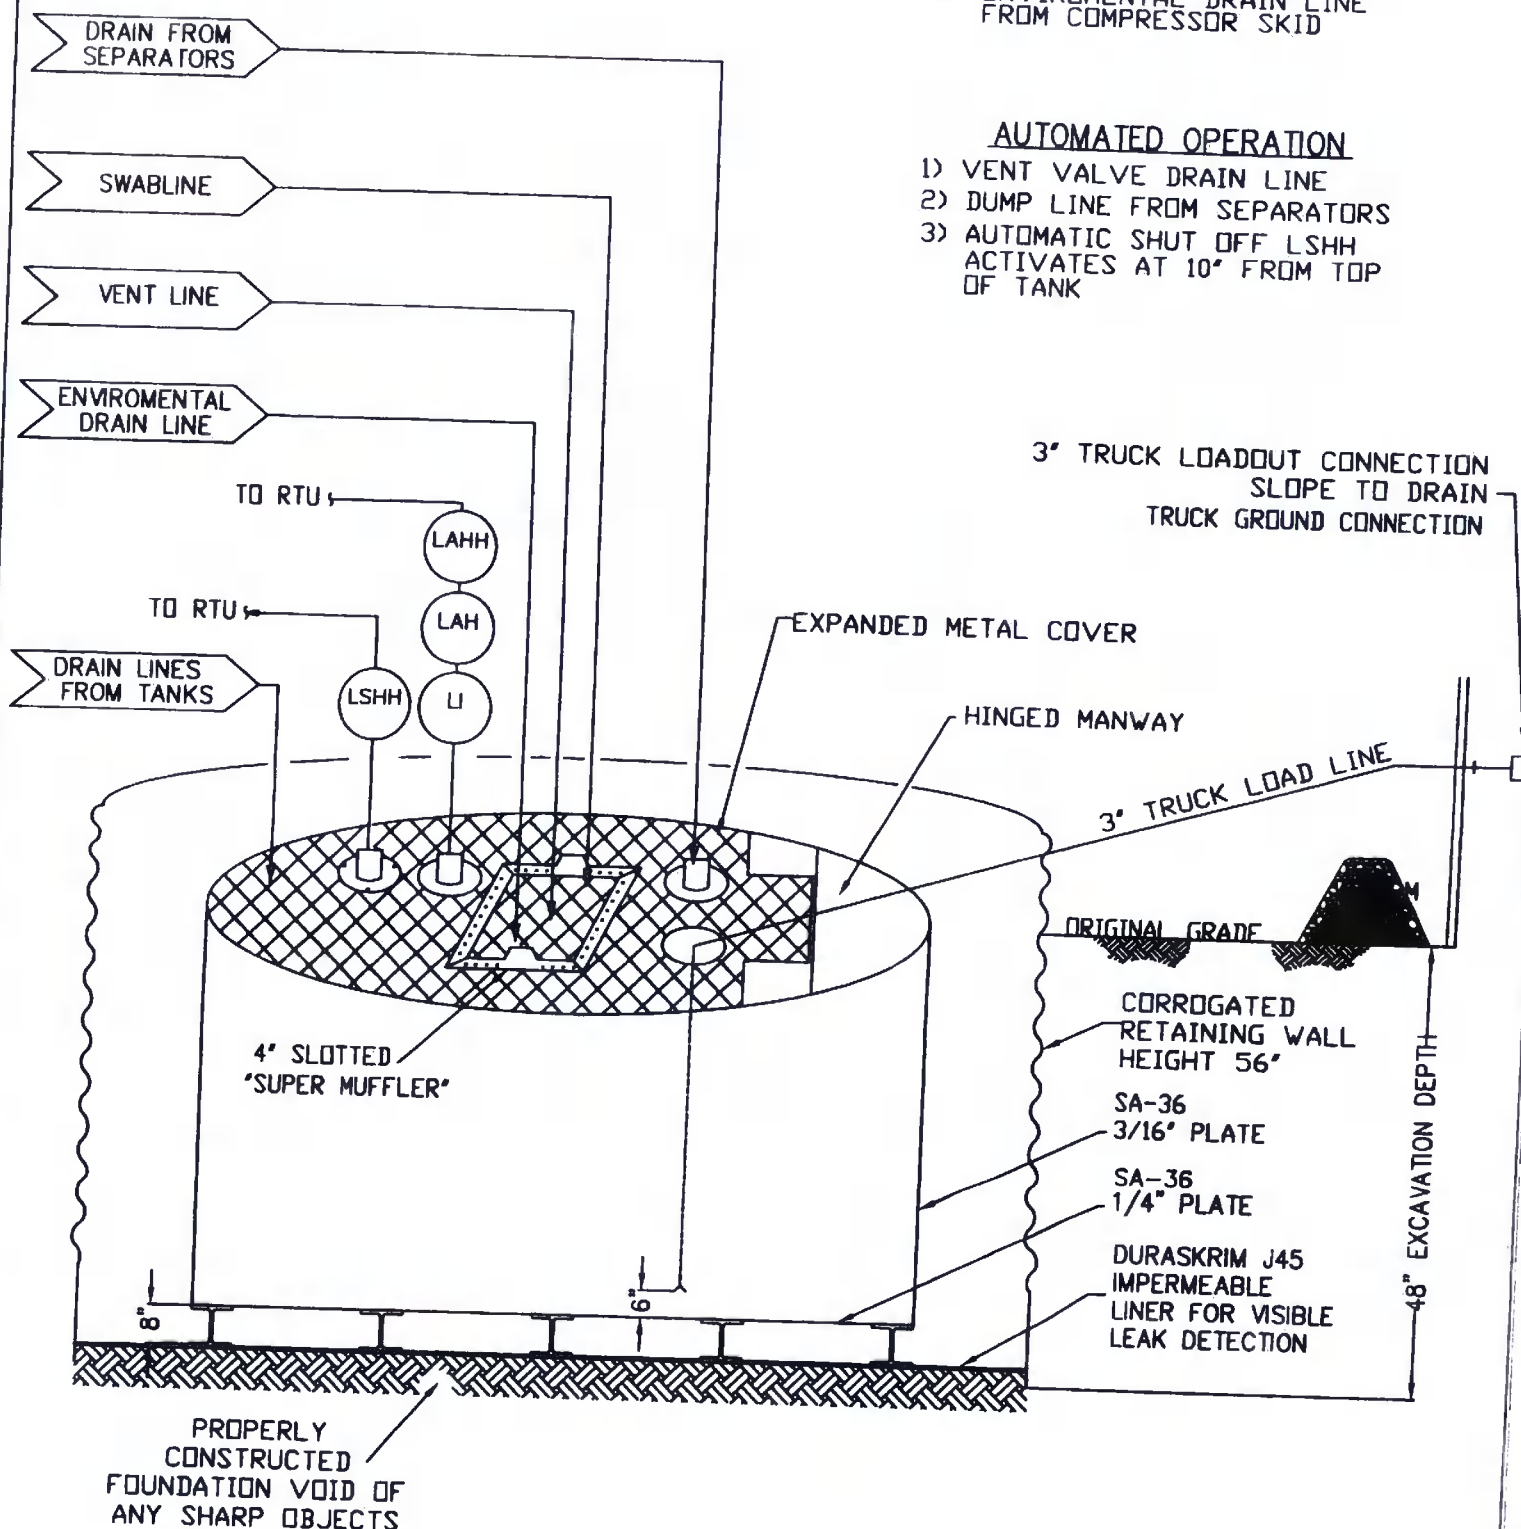 ENVIROMENTAL DRAIN LINE
FROM COMPRESSOR SKID
DRAIN FROM
SEPARATORS
AUTOMATED OPERATION
1) VENT VALVE DRAIN LINE
2) DUMP LINE FROM SEPARATORS
3) AUTOMATIC SHUT OFF LSHH
ACTIVATES AT 10" FROM TOP
OF TANK
SWABLINE
VENT LINE
ENVIROMENTAL
DRAIN LINE
3" TRUCK LOADOUT CONNECTION
SLOPE TO DRAIN
TRUCK GROUND CONNECTION
TO RTU
LAHH
TO RTU
LAH
EXPANDED METAL COVER
DRAIN LINES
FROM TANKS
LSHH
LI
HINGED MANWAY
3" TRUCK LOAD LINE
ORIGINAL GRADE
CORROGATED
RETAINING WALL
HEIGHT 56"
4" SLOTTED
"SUPER MUFFLER"
SA-36
3/16" PLATE
SA-36
1/4" PLATE
48" EXCAVATION DEPTH
DURASKRIM J45
IMPERMEABLE
LINER FOR VISIBLE
LEAK DETECTION
8"
6"
PROPERLY
CONSTRUCTED
FOUNDATION VOID OF
ANY SHARP OBJECTS